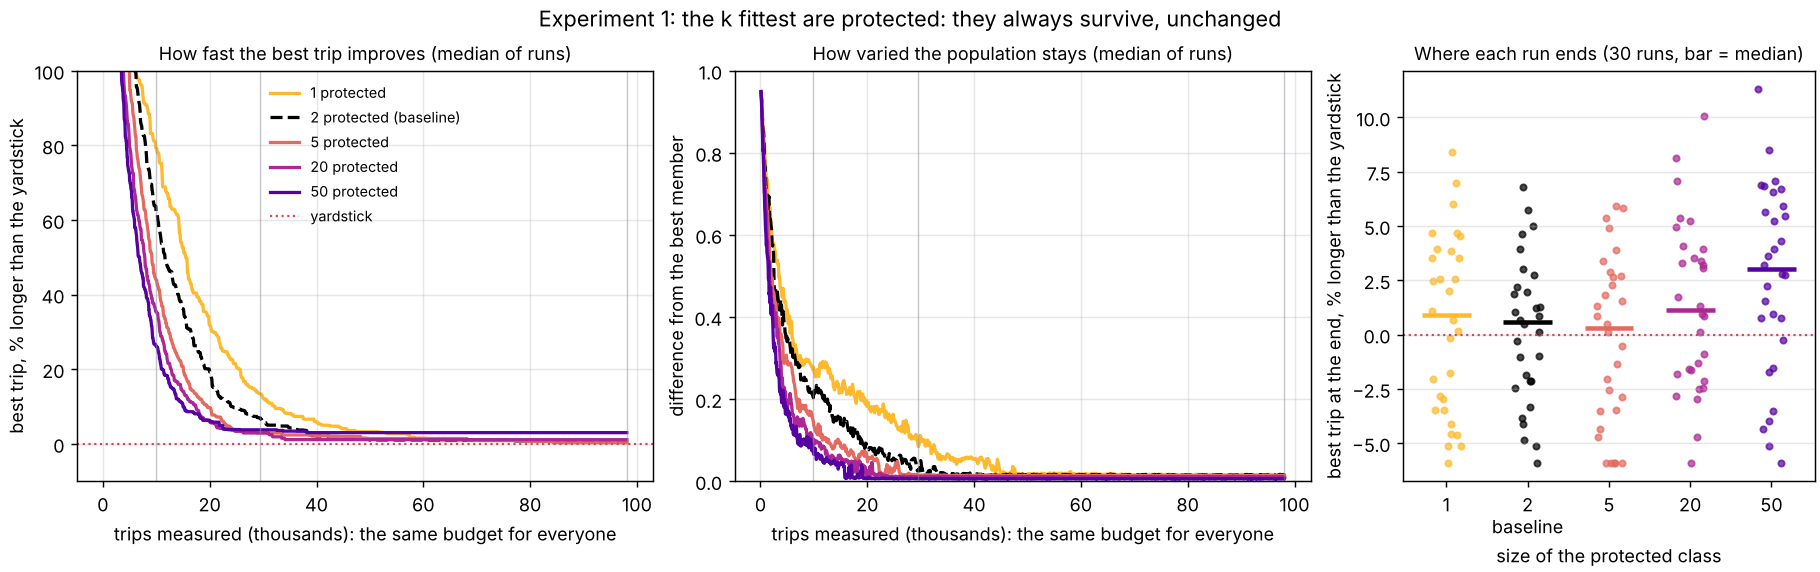 Experiment 1: the k fittest are protected: they always survive, unchanged
How fast the best trip improves (median of runs)
best trip, % longer than the yardstick
100
80
60
40
20
0
1 protected
2 protected (baseline)
5 protected
20 protected
50 protected
yardstick
0 20 40 60 80 100
trips measured (thousands): the same budget for everyone
How varied the population stays (median of runs)
difference from the best member
1.0
0.8
0.6
0.4
0.2
0.0
0 20 40 60 80 100
trips measured (thousands): the same budget for everyone
Where each run ends (30 runs, bar = median)
best trip at the end, % longer than the yardstick
10.0
7.5
5.0
2.5
0.0
−2.5
−5.0
1 2 5 20 50
baseline
size of the protected class